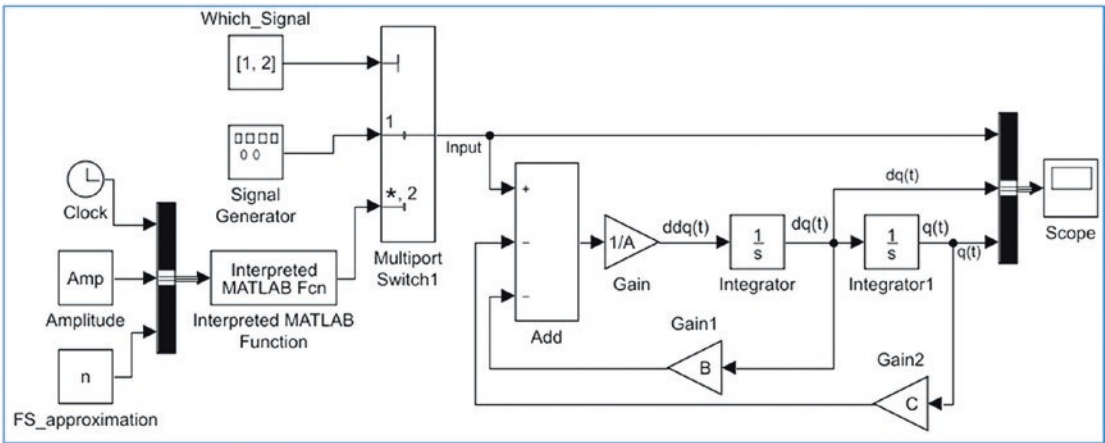 Which_Signal
[1, 2]
1
Input
Signal
Generator
*, 2
Multiport
Switch1
Clock
Amp
Amplitude
n
FS_approximation
Interpreted
MATLAB Fcn
Interpreted MATLAB
Function
+
−
−
Add
1/A
Gain
ddq(t)
1
s
Integrator
dq(t)
1
s
Integrator1
q(t)
q(t)
dq(t)
Scope
Gain1
B
Gain2
C